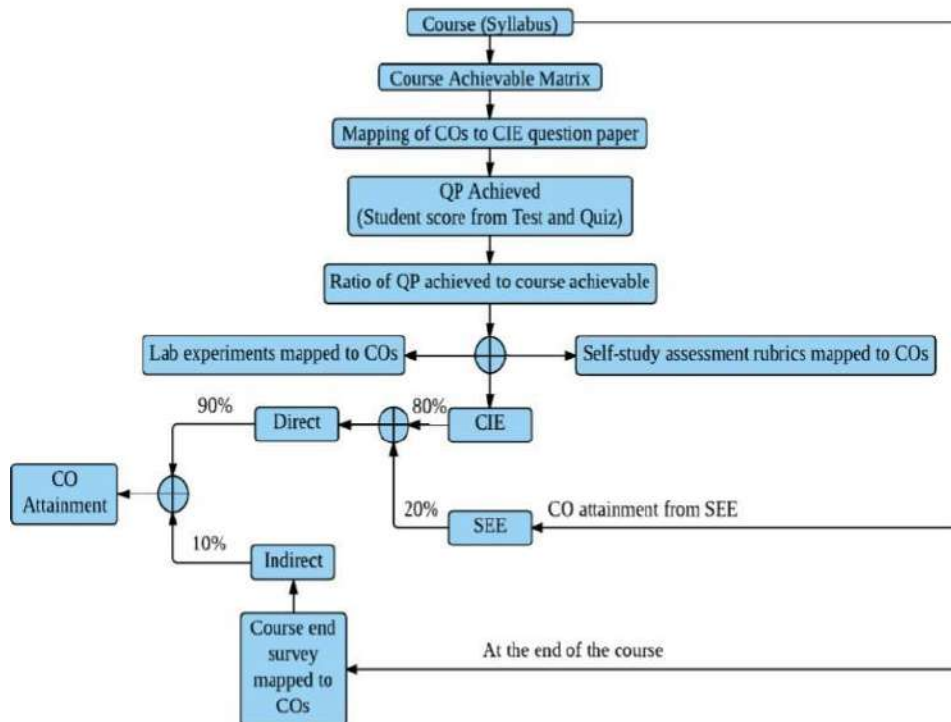 Course (Syllabus)
Course Achievable Matrix
Mapping of COs to CIE question paper
QP Achieved
(Student score from Test and Quiz)
Ratio of QP achieved to course achievable
Lab experiments mapped to COs
Self-study assessment rubrics mapped to COs
90%
Direct
80%
CIE
CO
Attainment
20%
SEE
CO attainment from SEE
10%
Indirect
Course end
survey
mapped to
COs
At the end of the course